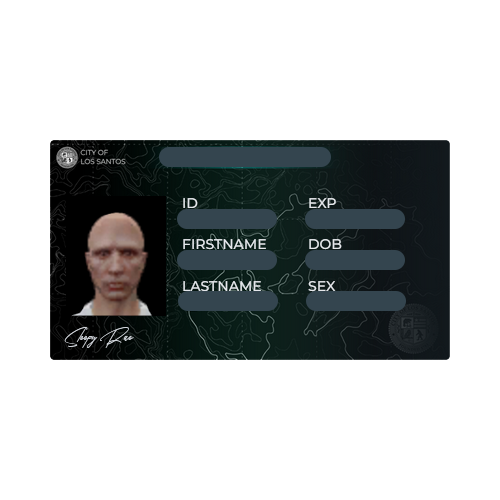 CITY OF
LOS SANTOS
ID
EXP
FIRSTNAME
DOB
LASTNAME
SEX